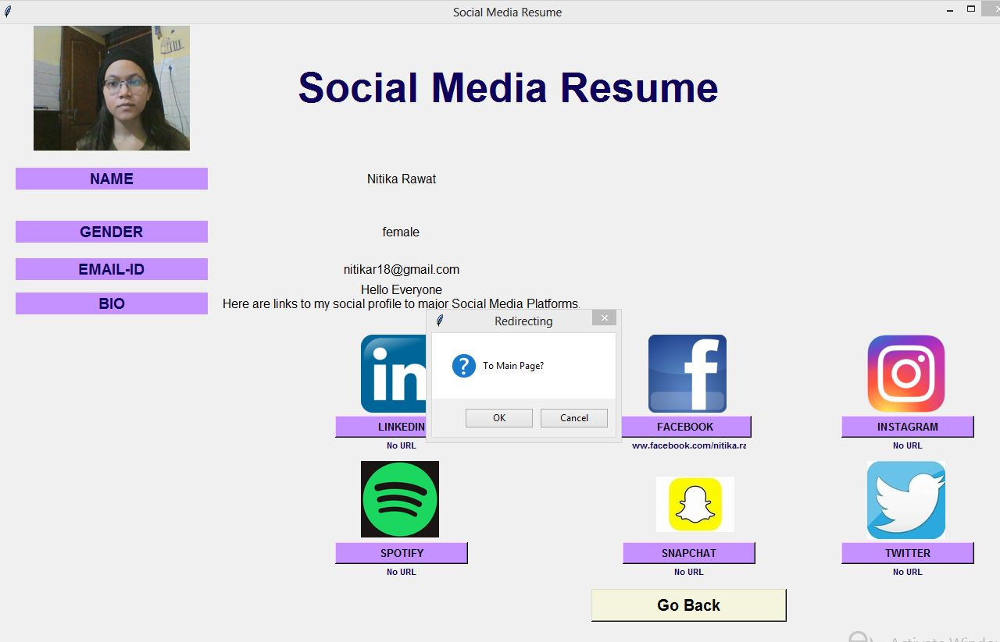 Social Media Resume
Social Media Resume
NAME
Nitika Rawat
GENDER
female
EMAIL-ID
nitikar18@gmail.com
BIO
Hello Everyone
Here are links to my social profile to major Social Media Platforms.
Redirecting
To Main Page?
OK
Cancel
in
f
LINKEDIN
FACEBOOK
INSTAGRAM
No URL
ww.facebook.com/nitika.ra
No URL
SPOTIFY
SNAPCHAT
TWITTER
No URL
No URL
No URL
Go Back
Activate Window